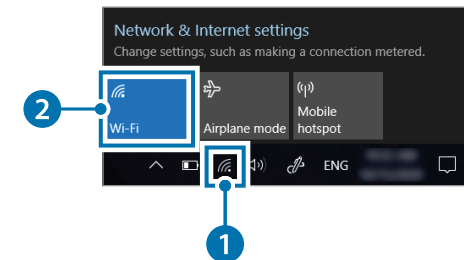 Network & Internet settings
Change settings, such as making a connection metered.
2
Wi-Fi
Airplane mode
Mobile
hotspot
ENG
1